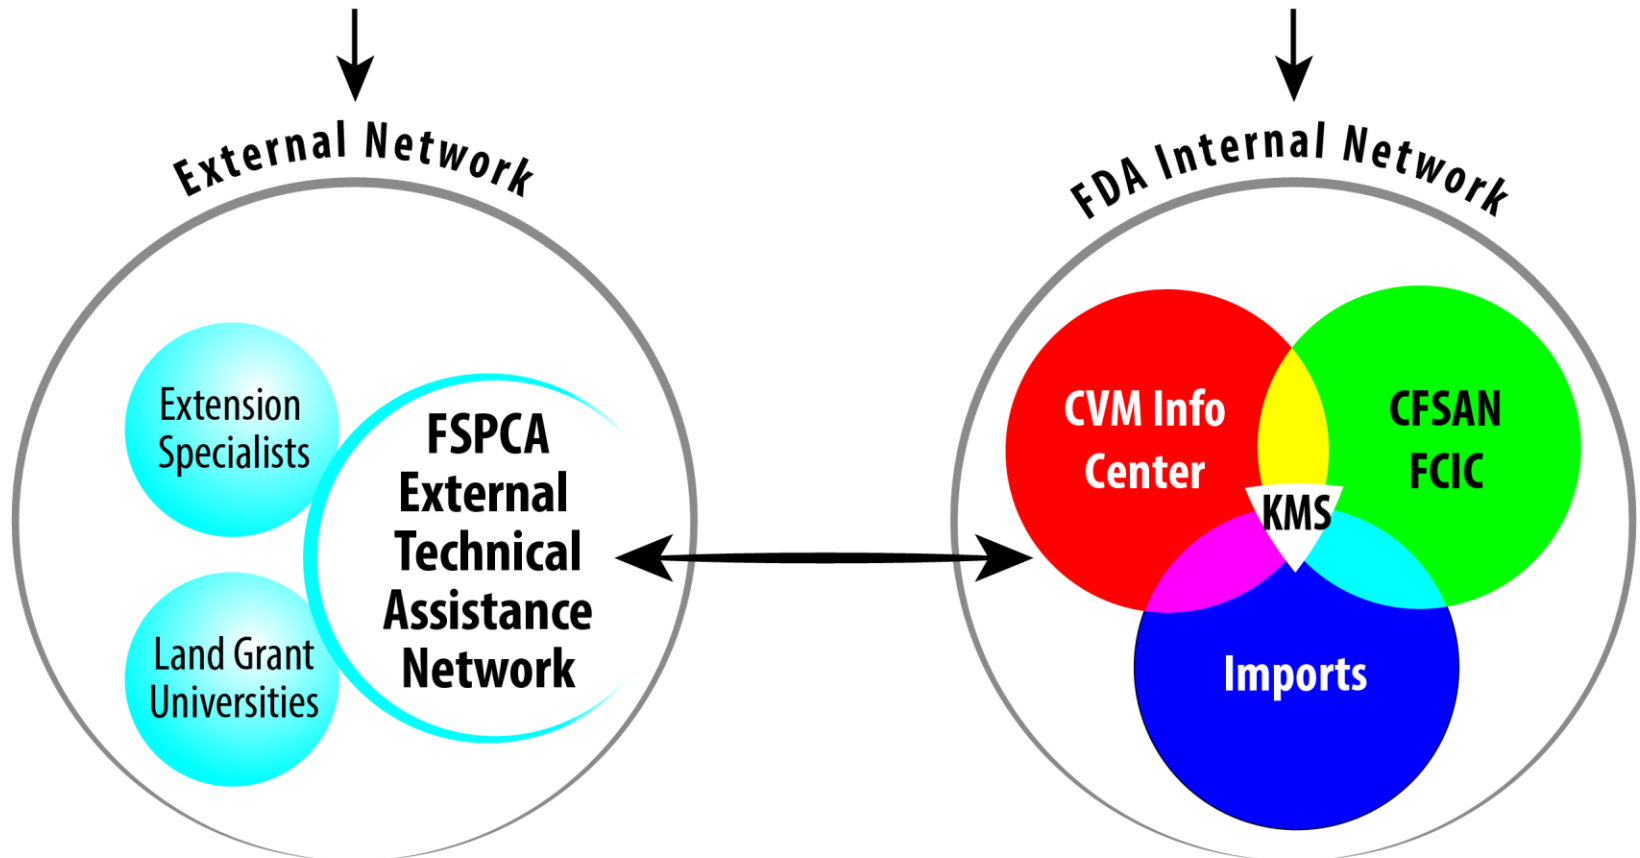 External Network
Extension
Specialists
Land Grant
Universities
FSPCA
External
Technical
Assistance
Network
FDA Internal Network
CVM Info
Center
CFSAN
FCIC
KMS
Imports